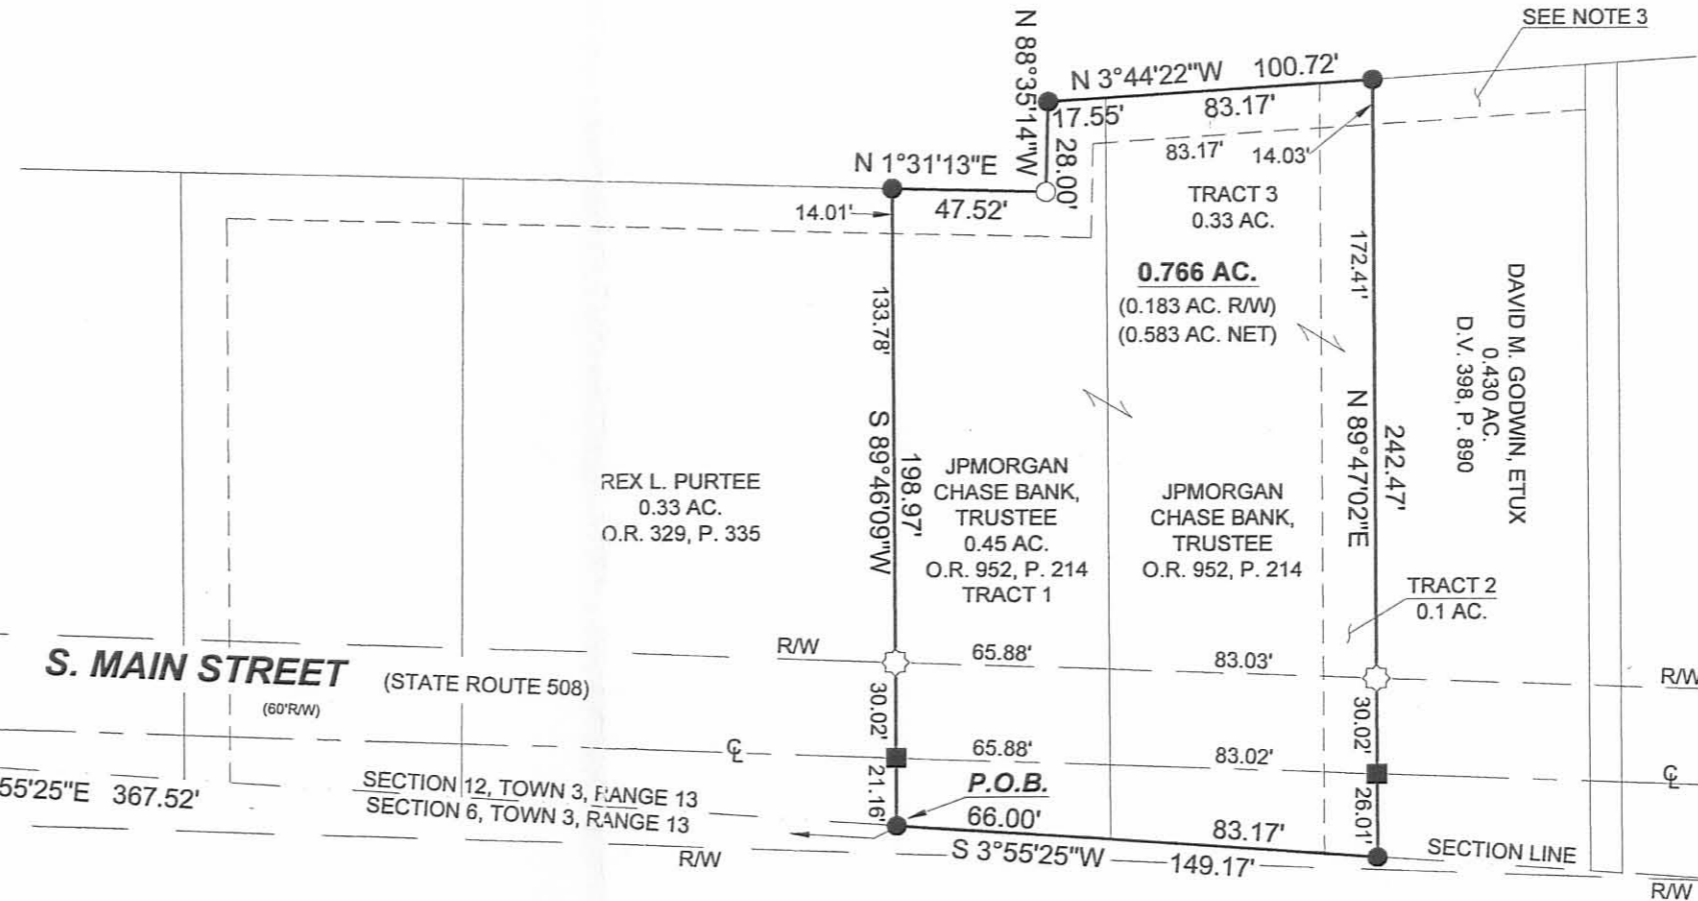 SEE NOTE 3
N 88°35'14"W
28.00'
N 3°44'22"W 100.72'
17.55'
83.17'
83.17'
14.03'
N 1°31'13"E
47.52'
14.01'
TRACT 3
0.33 AC.
0.766 AC.
(0.183 AC. R/W)
(0.583 AC. NET)
133.78'
S 89°46'09"W
198.97'
172.41'
N 89°47'02"E
242.47'
DAVID M. GODWIN, ETUX
0.430 AC.
D.V. 398, P. 890
REX L. PURTEE
0.33 AC.
O.R. 329, P. 335
JPMORGAN
CHASE BANK,
TRUSTEE
0.45 AC.
O.R. 952, P. 214
TRACT 1
JPMORGAN
CHASE BANK,
TRUSTEE
O.R. 952, P. 214
TRACT 2
0.1 AC.
R/W
65.88'
83.03'
R/W
S. MAIN STREET (STATE ROUTE 508)
(60'R/W)
30.02'
30.02'
℄
65.88'
83.02'
℄
55'25"E 367.52'
SECTION 12, TOWN 3, RANGE 13
SECTION 6, TOWN 3, RANGE 13
21.16'
P.O.B.
66.00'
83.17'
26.01'
R/W
S 3°55'25"W
149.17'
SECTION LINE
R/W